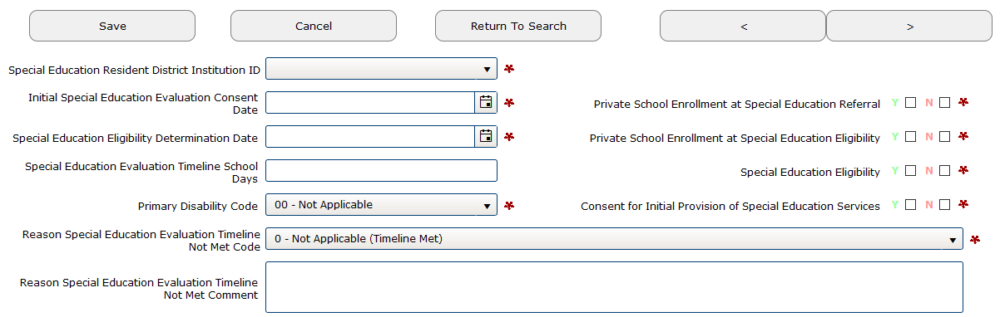 Save
Cancel
Return To Search
<
>
Special Education Resident District Institution ID
Initial Special Education Evaluation Consent
Date
Private School Enrollment at Special Education Referral
Y
N
Special Education Eligibility Determination Date
Private School Enrollment at Special Education Eligibility
Y
N
Special Education Evaluation Timeline School
Days
Special Education Eligibility
Y
N
Primary Disability Code
00 - Not Applicable
Consent for Initial Provision of Special Education Services
Y
N
Reason Special Education Evaluation Timeline
Not Met Code
0 - Not Applicable (Timeline Met)
Reason Special Education Evaluation Timeline
Not Met Comment